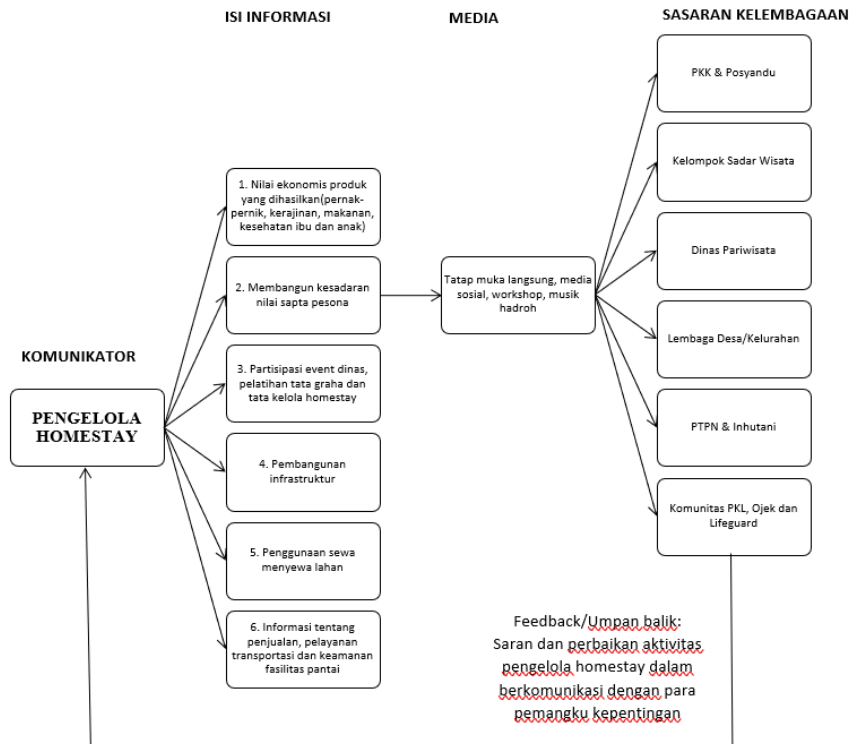 ISI INFORMASI
MEDIA
SASARAN KELEMBAGAAN
KOMUNIKATOR
PENGELOLA
HOMESTAY
1. Nilai ekonomis produk
yang dihasilkan(pernak-
pernik, kerajinan, makanan,
kesehatan ibu dan anak)
2. Membangun kesadaran
nilai sapta pesona
3. Partisipasi event dinas,
pelatihan tata graha dan
tata kelola homestay
4. Pembangunan
infrastruktur
5. Penggunaan sewa
menyewa lahan
6. Informasi tentang
penjualan, pelayanan
transportasi dan keamanan
fasilitas pantai
Tatap muka langsung, media
sosial, workshop, musik
hadroh
PKK & Posyandu
Kelompok Sadar Wisata
Dinas Pariwisata
Lembaga Desa/Kelurahan
PTPN & Inhutani
Komunitas PKL, Ojek dan
Lifeguard
Feedback/Umpan balik:
Saran dan perbaikan aktivitas
pengelola homestay dalam
berkomunikasi dengan para
pemangku kepentingan